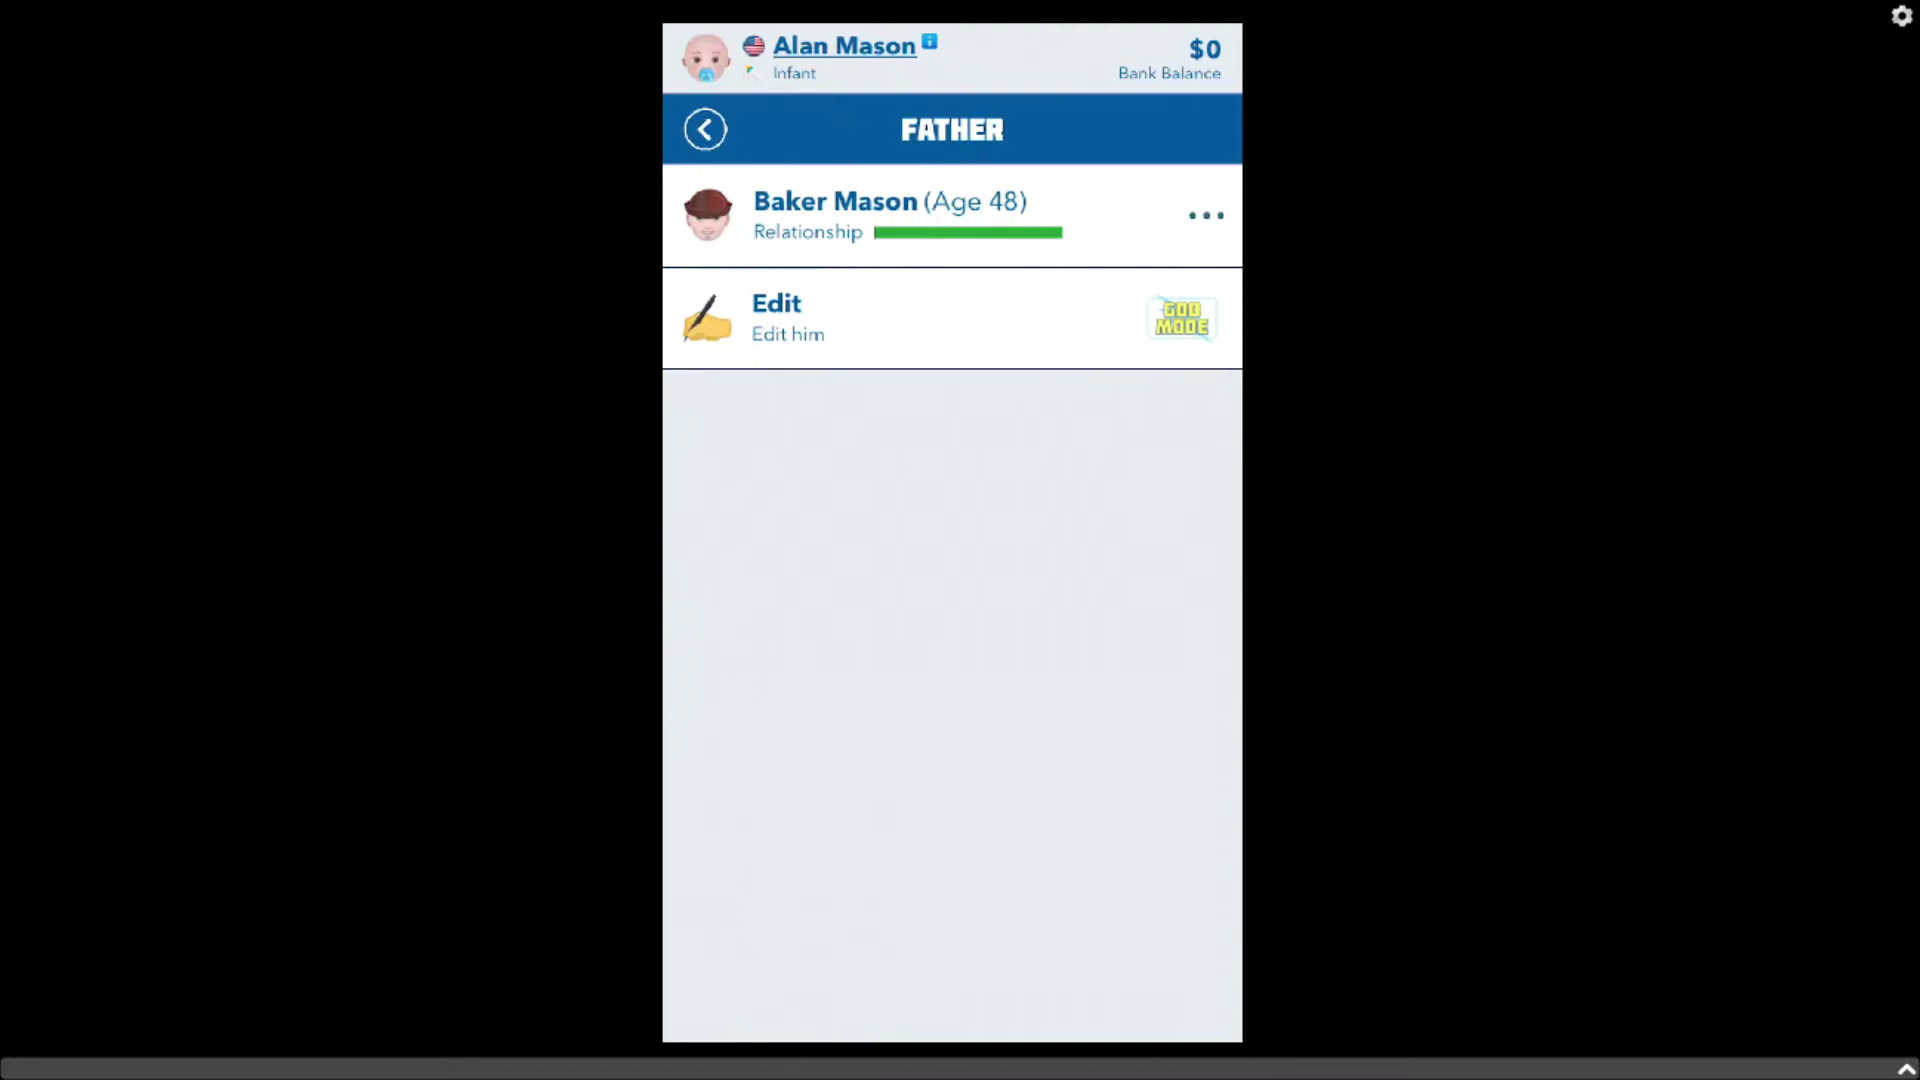 Alan Mason
Infant
$0
Bank Balance
FATHER
Baker Mason (Age 48)
Relationship
Edit
Edit him
GOD
MODE